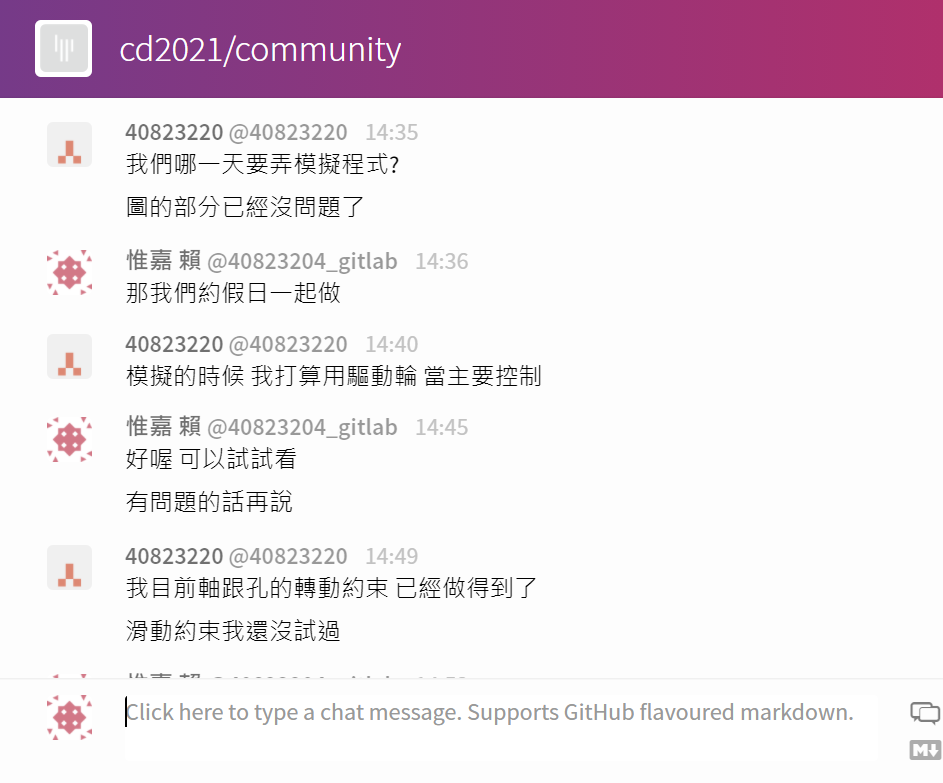 cd2021/community
40823220 @40823220 14:35
我們哪一天要弄模擬程式?
圖的部分已經沒問題了
惟嘉 賴 @40823204_gitlab 14:36
那我們約假日一起做
40823220 @40823220 14:40
模擬的時候 我打算用驅動輪 當主要控制
惟嘉 賴 @40823204_gitlab 14:45
好喔 可以試試看
有問題的話再說
40823220 @40823220 14:49
我目前軸跟孔的轉動約束 已經做得到了
滑動約束我還沒試過
Click here to type a chat message. Supports GitHub flavoured markdown.
M